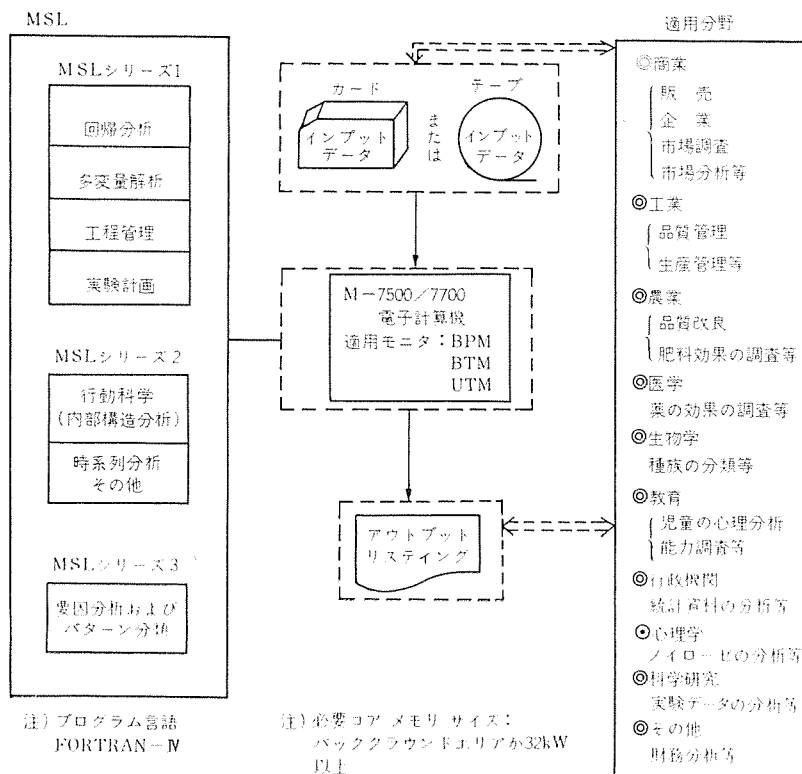 MSL
MSLシリーズ1
回帰分析
多変量解析
工程管理
実験計画
MSLシリーズ2
行動科学
(内部構造分析)
時系列分析
その他
MSLシリーズ3
要因分析および
パターン分類
注) プログラム言語
FORTRAN-Ⅳ
カード
インプット
データ
または
テープ
インプット
データ
M-7500/7700
電子計算機
適用モニタ:BPM
BTM
UTM
アウトプット
リスティング
注) 必要コア メモリ サイズ:
バックグラウンドエリアが32kW
以上
適用分野
◎商業
販 売
企 業
市場調査
市場分析等
◎工業
品質管理
生産管理等
◎農業
品質改良
肥料効果の調査等
◎医学
薬の効果の調査等
◎生物学
種族の分類等
◎教育
児童の心理分析
能力調査等
◎行政機関
統計資料の分析等
◎心理学
ノイローゼの分析等
◎科学研究
実験データの分析等
◎その他
財務分析等